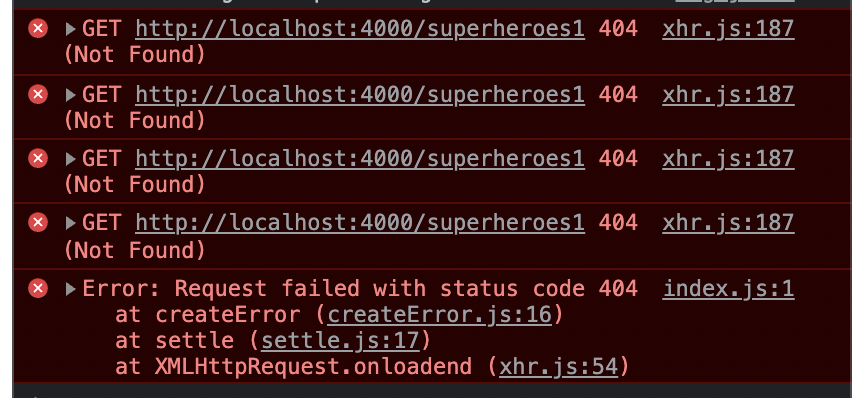 GET http://localhost:4000/superheroes1 404 xhr.js:187
(Not Found)
GET http://localhost:4000/superheroes1 404 xhr.js:187
(Not Found)
GET http://localhost:4000/superheroes1 404 xhr.js:187
(Not Found)
GET http://localhost:4000/superheroes1 404 xhr.js:187
(Not Found)
Error: Request failed with status code 404 index.js:1
at createError (createError.js:16)
at settle (settle.js:17)
at XMLHttpRequest.onloadend (xhr.js:54)